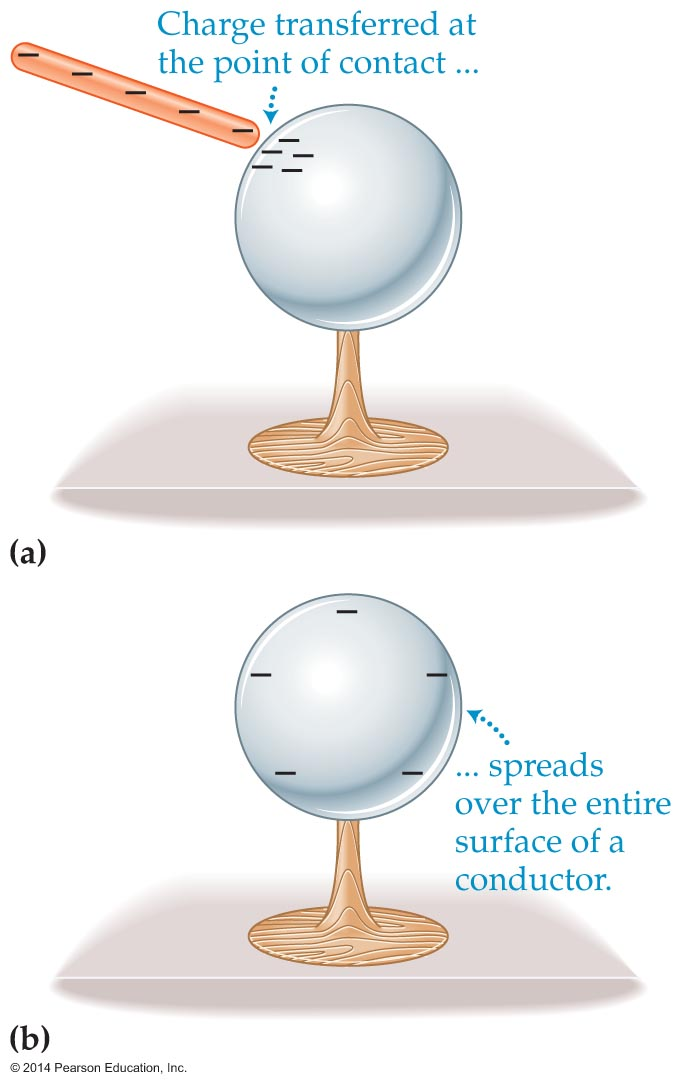 Charge transferred at
the point of contact ...
(a)
... spreads
over the entire
surface of a
conductor.
(b)
© 2014 Pearson Education, Inc.